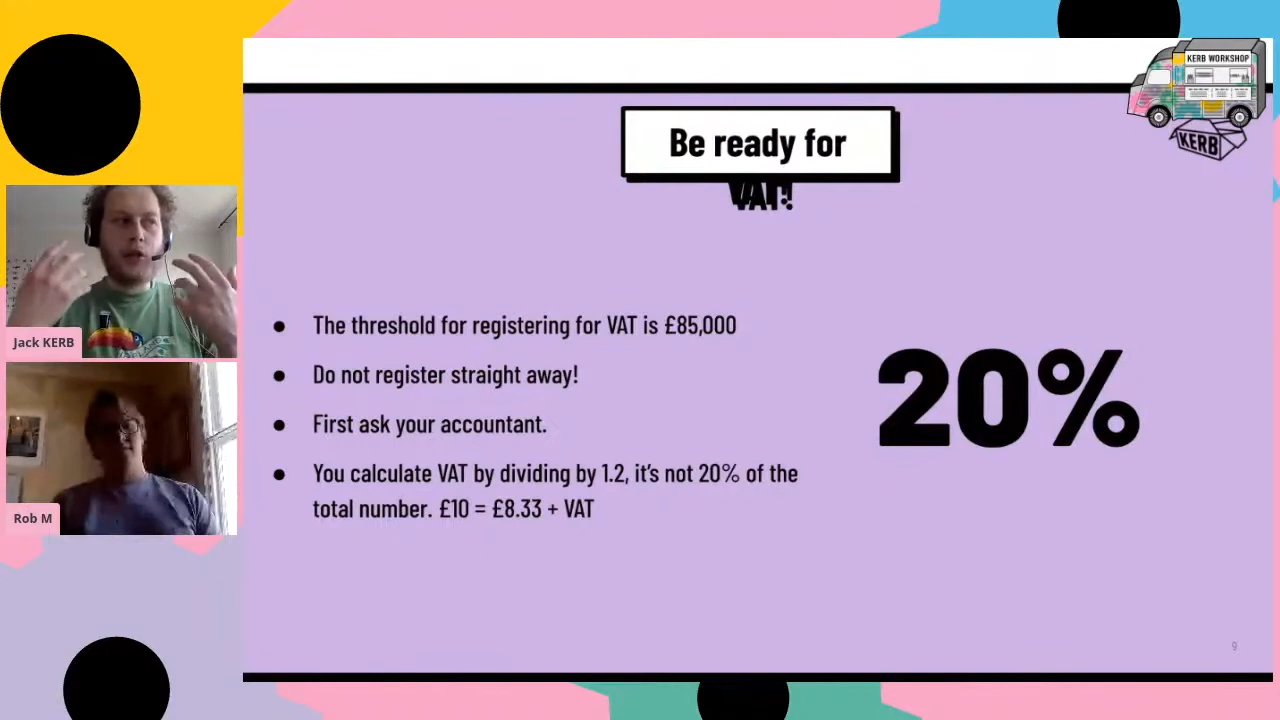 KERB WORKSHOP
KERB
Be ready for
VAT!
● The threshold for registering for VAT is £85,000
● Do not register straight away!
● First ask your accountant.
● You calculate VAT by dividing by 1.2, it's not 20% of the
total number. £10 = £8.33 + VAT
20%
Jack KERB
Rob M
9